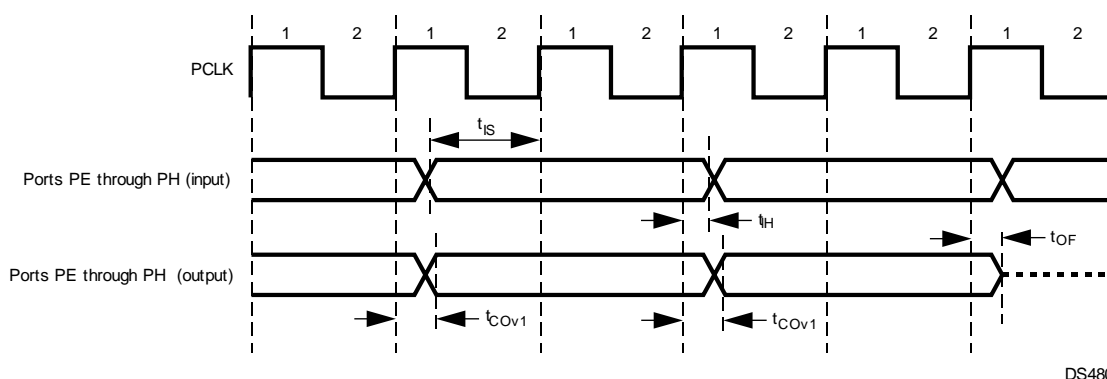 1 2 1 2 1 2 1 2 1 2 1 2
PCLK
tIS
Ports PE through PH (input)
tIH
tOF
Ports PE through PH (output)
tCOv1 tCOv1
DS480